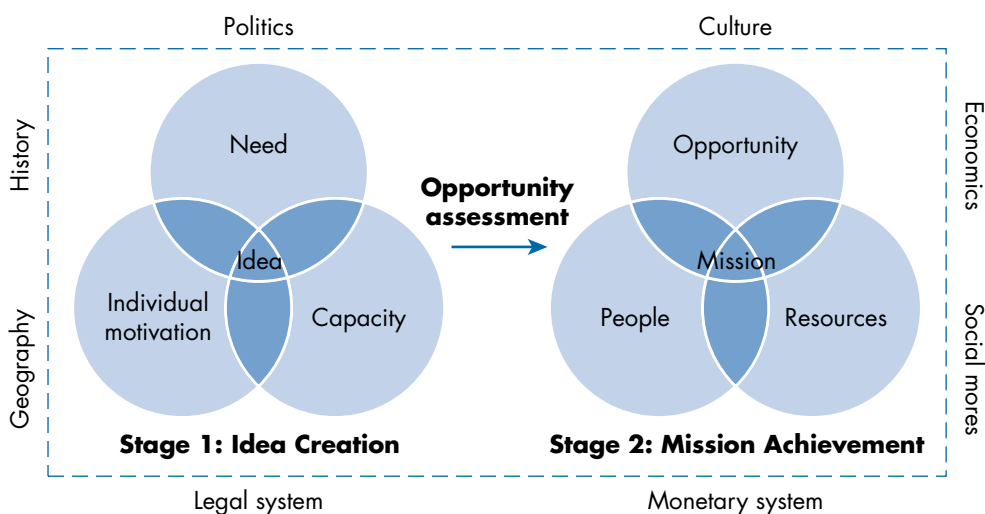 Politics
Culture
History
Geography
Need
Idea
Individual
motivation
Capacity
Stage 1: Idea Creation
Opportunity
assessment
Opportunity
Mission
People
Resources
Stage 2: Mission Achievement
Economics
Social mores
Legal system
Monetary system